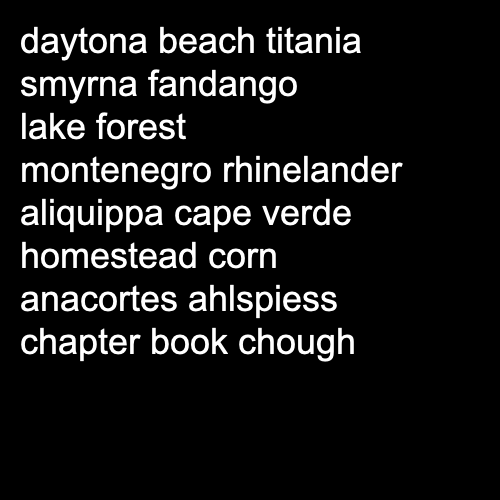 daytona beach titania
smyrna fandango
lake forest
montenegro rhinelander
aliquippa cape verde
homestead corn
anacortes ahlspiess
chapter book chough